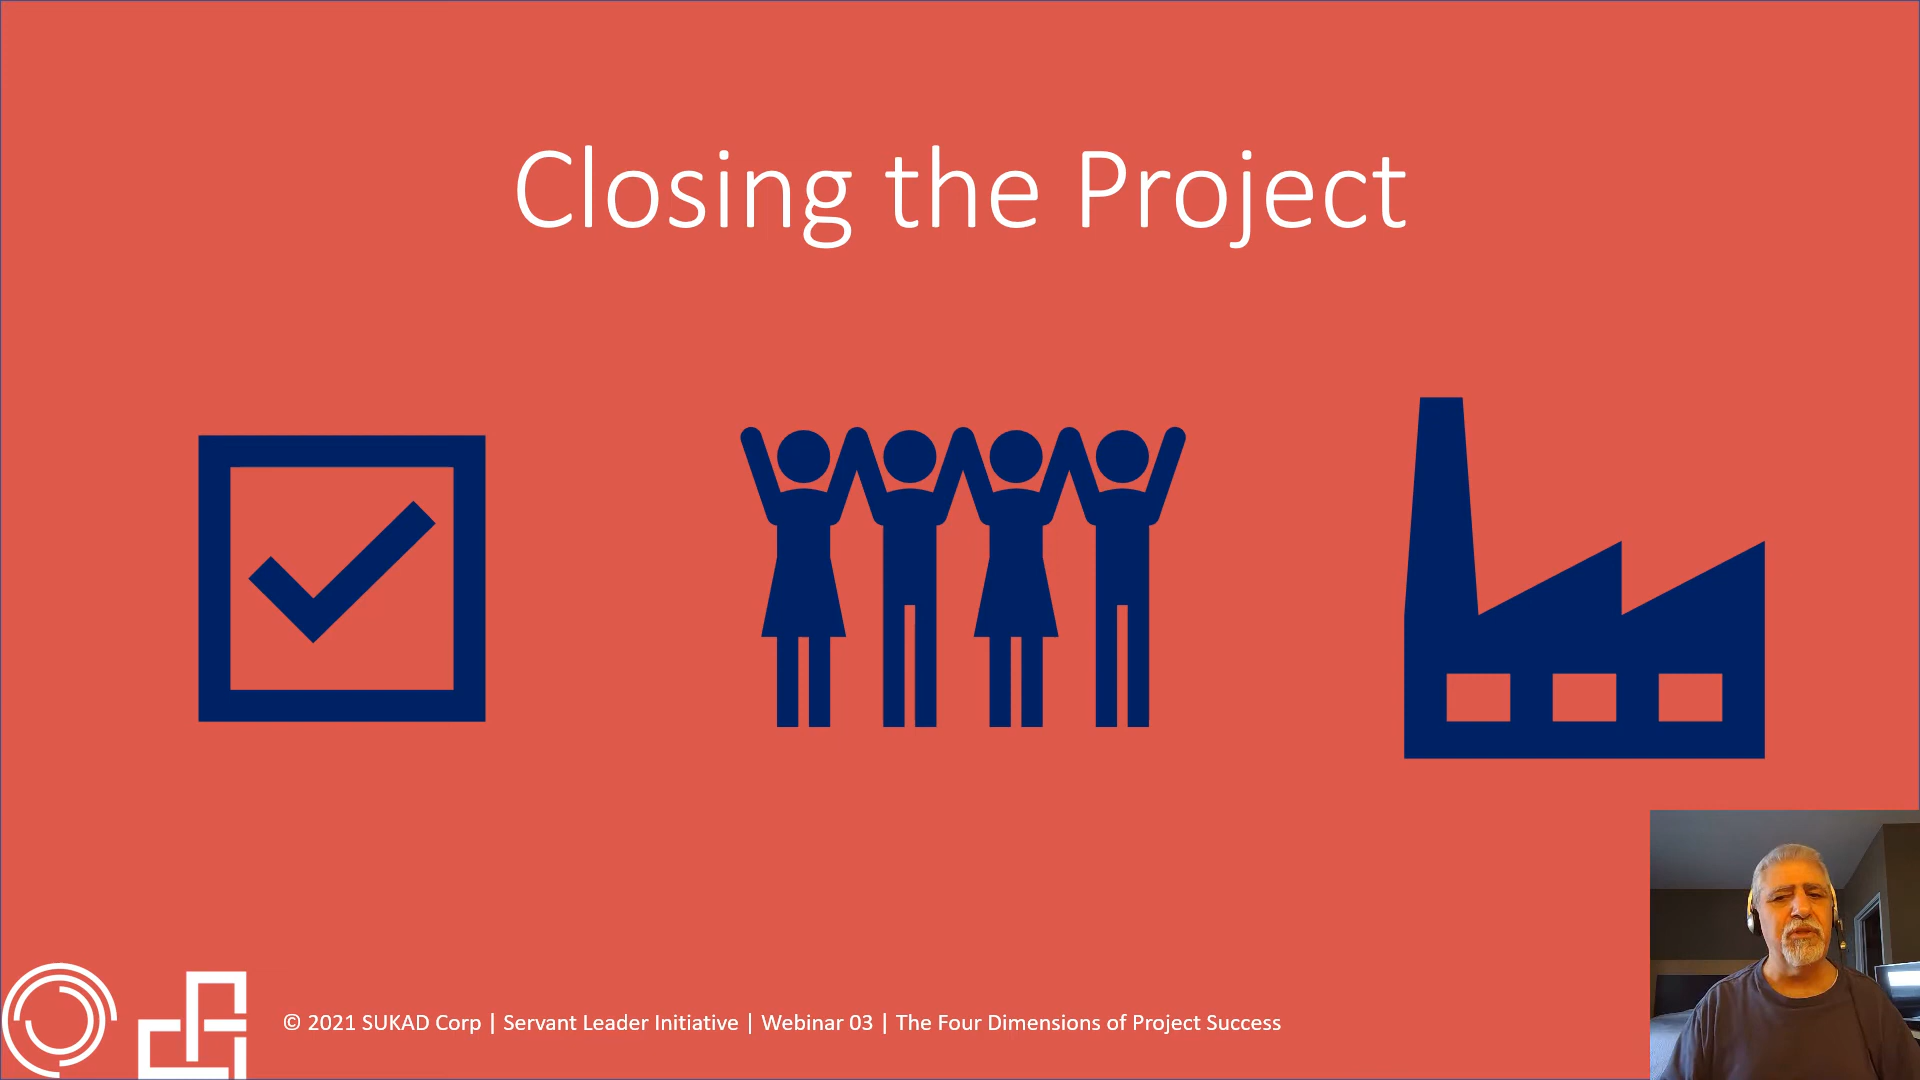 Closing the Project
© 2021 SUKAD Corp | Servant Leader Initiative | Webinar 03 | The Four Dimensions of Project Success